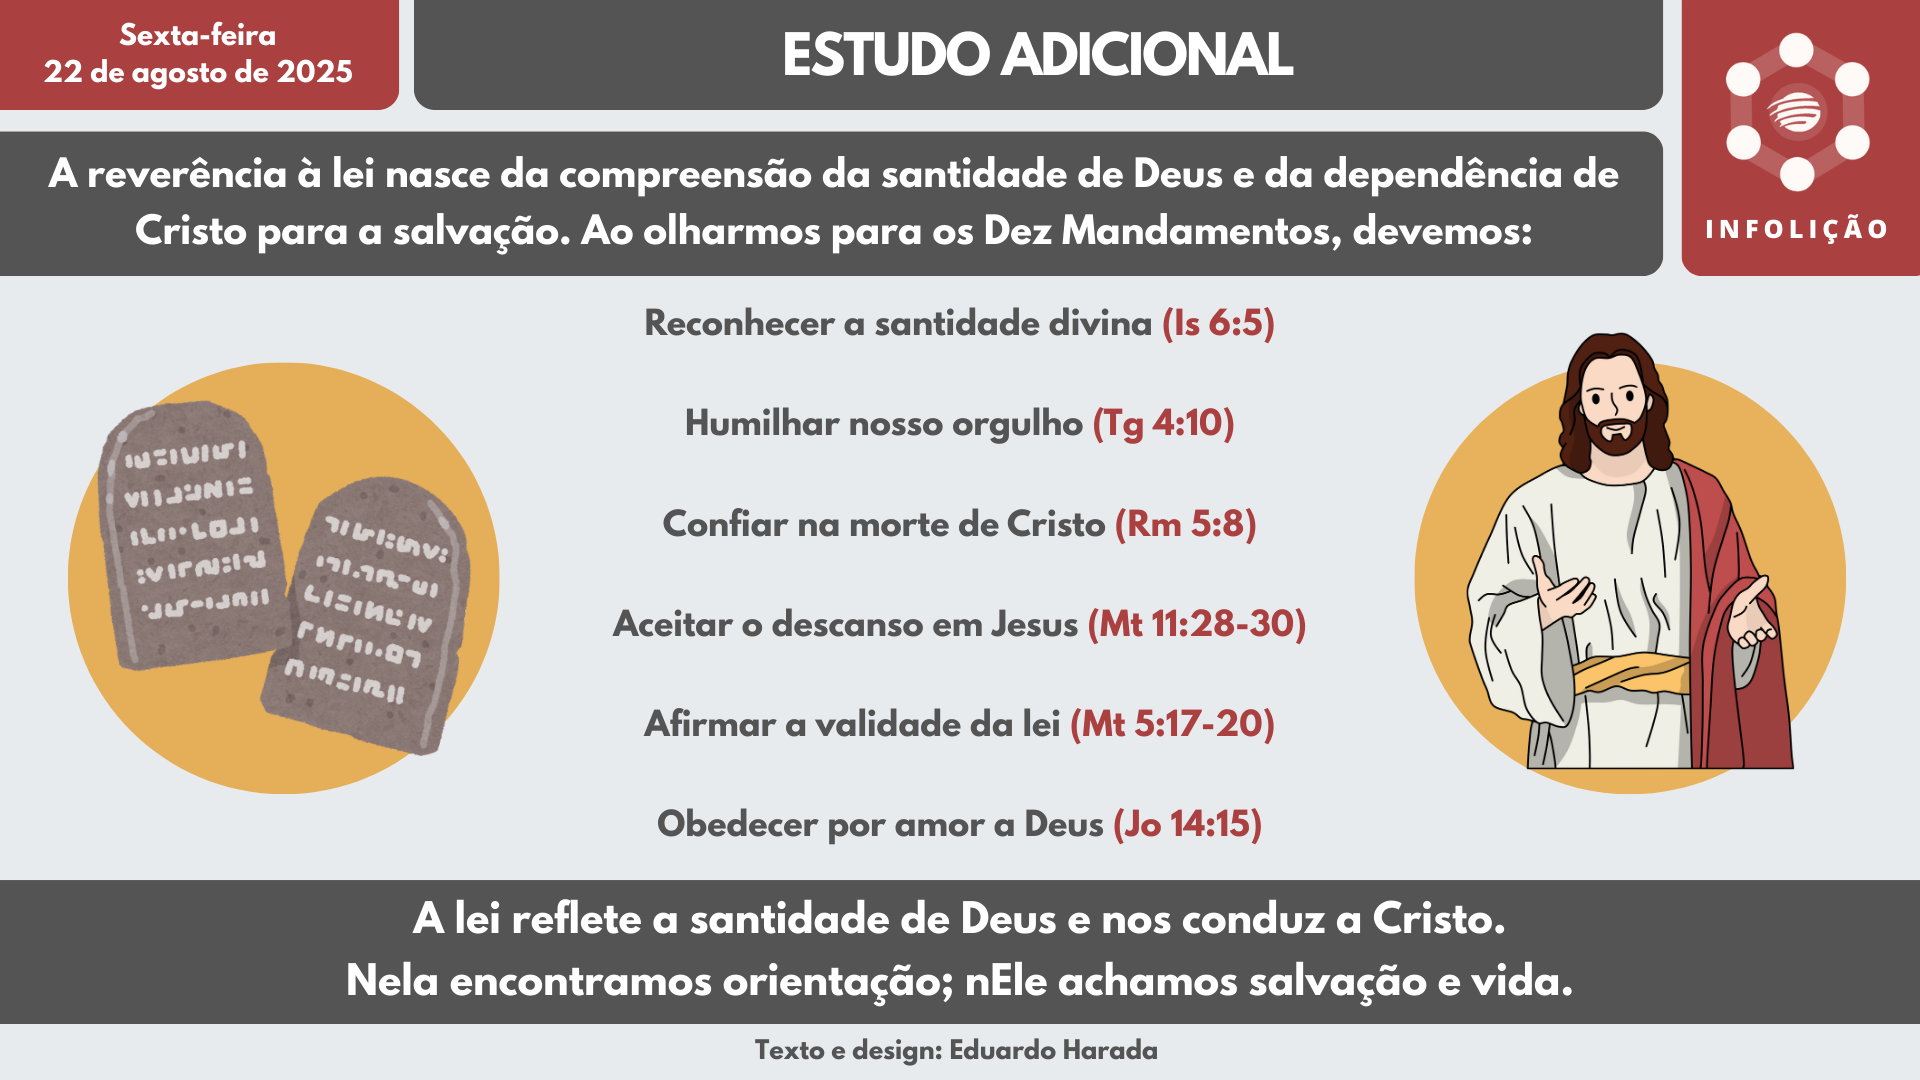 Sexta-feira
22 de agosto de 2025
ESTUDO ADICIONAL
A reverência à lei nasce da compreensão da santidade de Deus e da dependência de
Cristo para a salvação. Ao olharmos para os Dez Mandamentos, devemos:
INFOLIÇÃO
Reconhecer a santidade divina (Is 6:5)
Humilhar nosso orgulho (Tg 4:10)
Confiar na morte de Cristo (Rm 5:8)
Aceitar o descanso em Jesus (Mt 11:28-30)
Afirmar a validade da lei (Mt 5:17-20)
Obedecer por amor a Deus (Jo 14:15)
A lei reflete a santidade de Deus e nos conduz a Cristo.
Nela encontramos orientação; nEle achamos salvação e vida.
Texto e design: Eduardo Harada